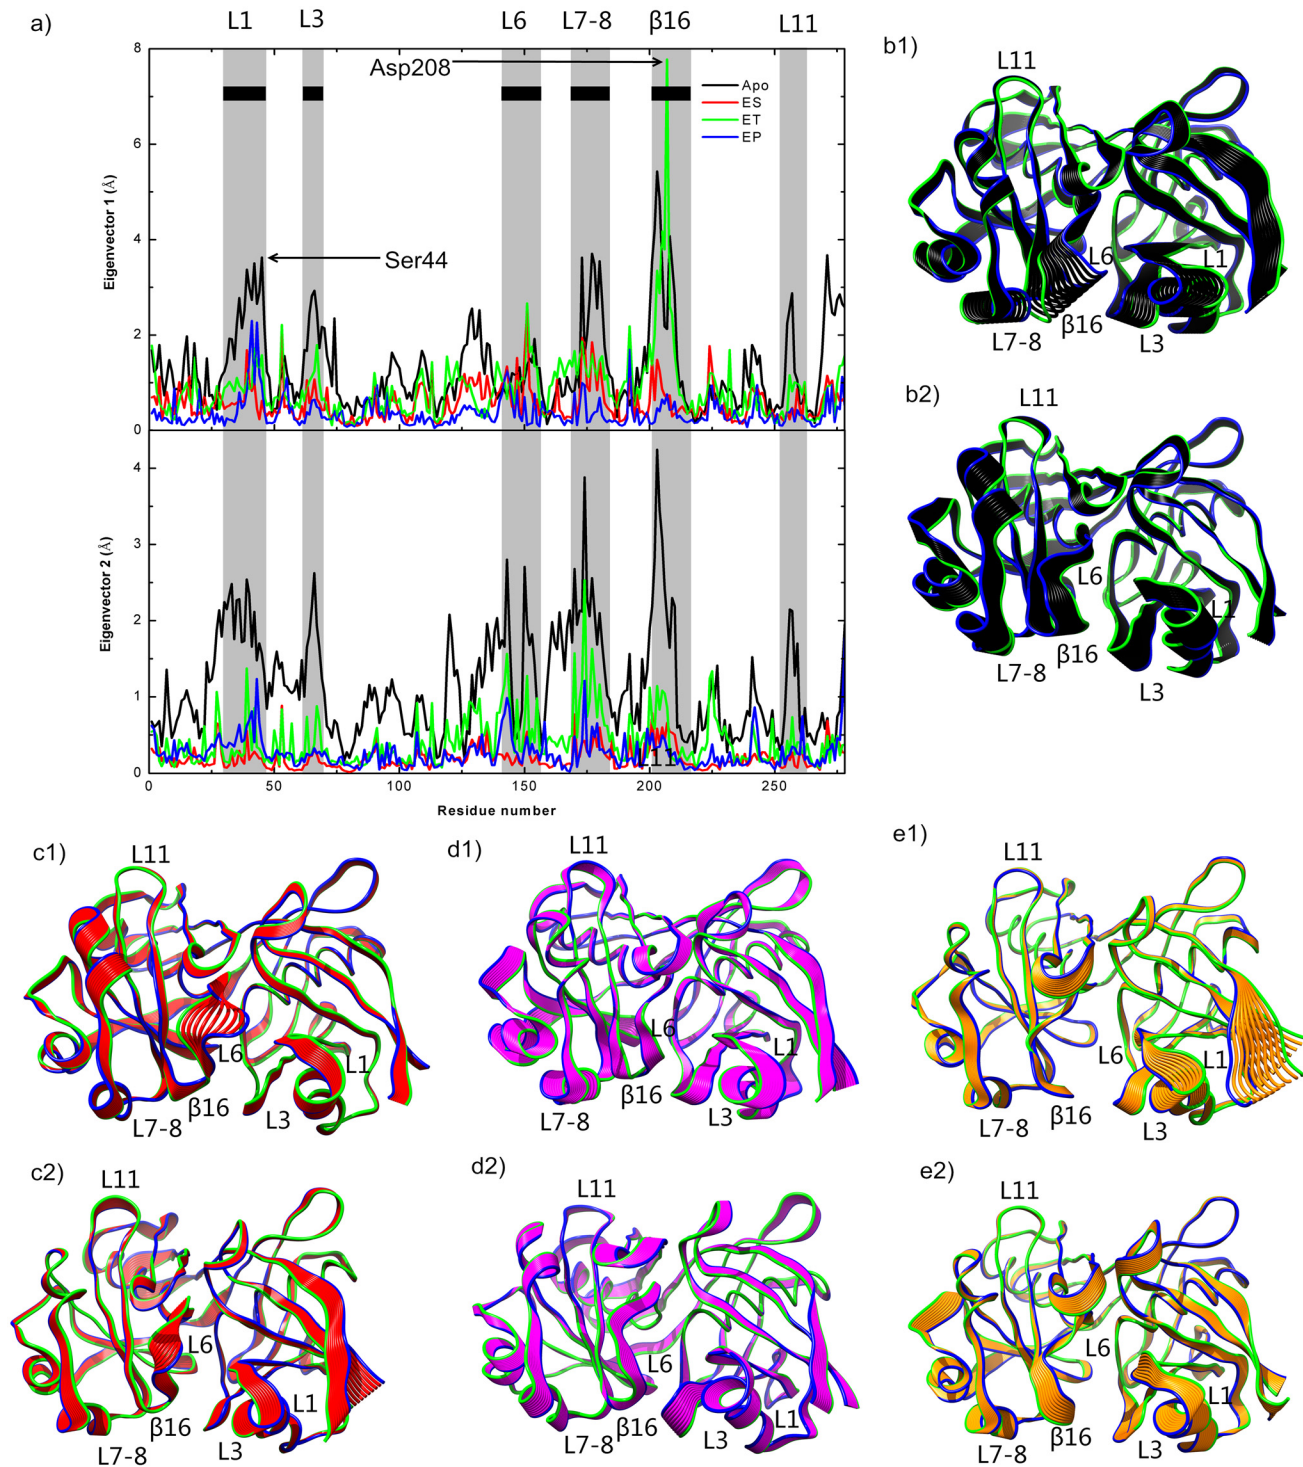 a)
L1 L3 L6 L7-8 β16 L11
8
Asp208
Apo
ES
ET
EP
6
Eigenvector 1 (Å)
4
Ser44
2
0
4
Eigenvector 2 (Å)
3
2
1
L11
0
0 50 100 150 200 250
Residue number
b1)
L11
L6
L1
L7-8
β16
L3
b2)
L11
L6
L1
L7-8
β16
L3
c1)
L11
L6
L1
L7-8
β16
L3
d1)
L11
L6
L1
L7-8
β16
L3
e1)
L11
L6
L1
L7-8
β16
L3
c2)
L11
L6
L1
L7-8
β16
L3
d2)
L11
L6
L1
L7-8
β16
L3
e2)
L11
L6
L1
L7-8
β16
L3